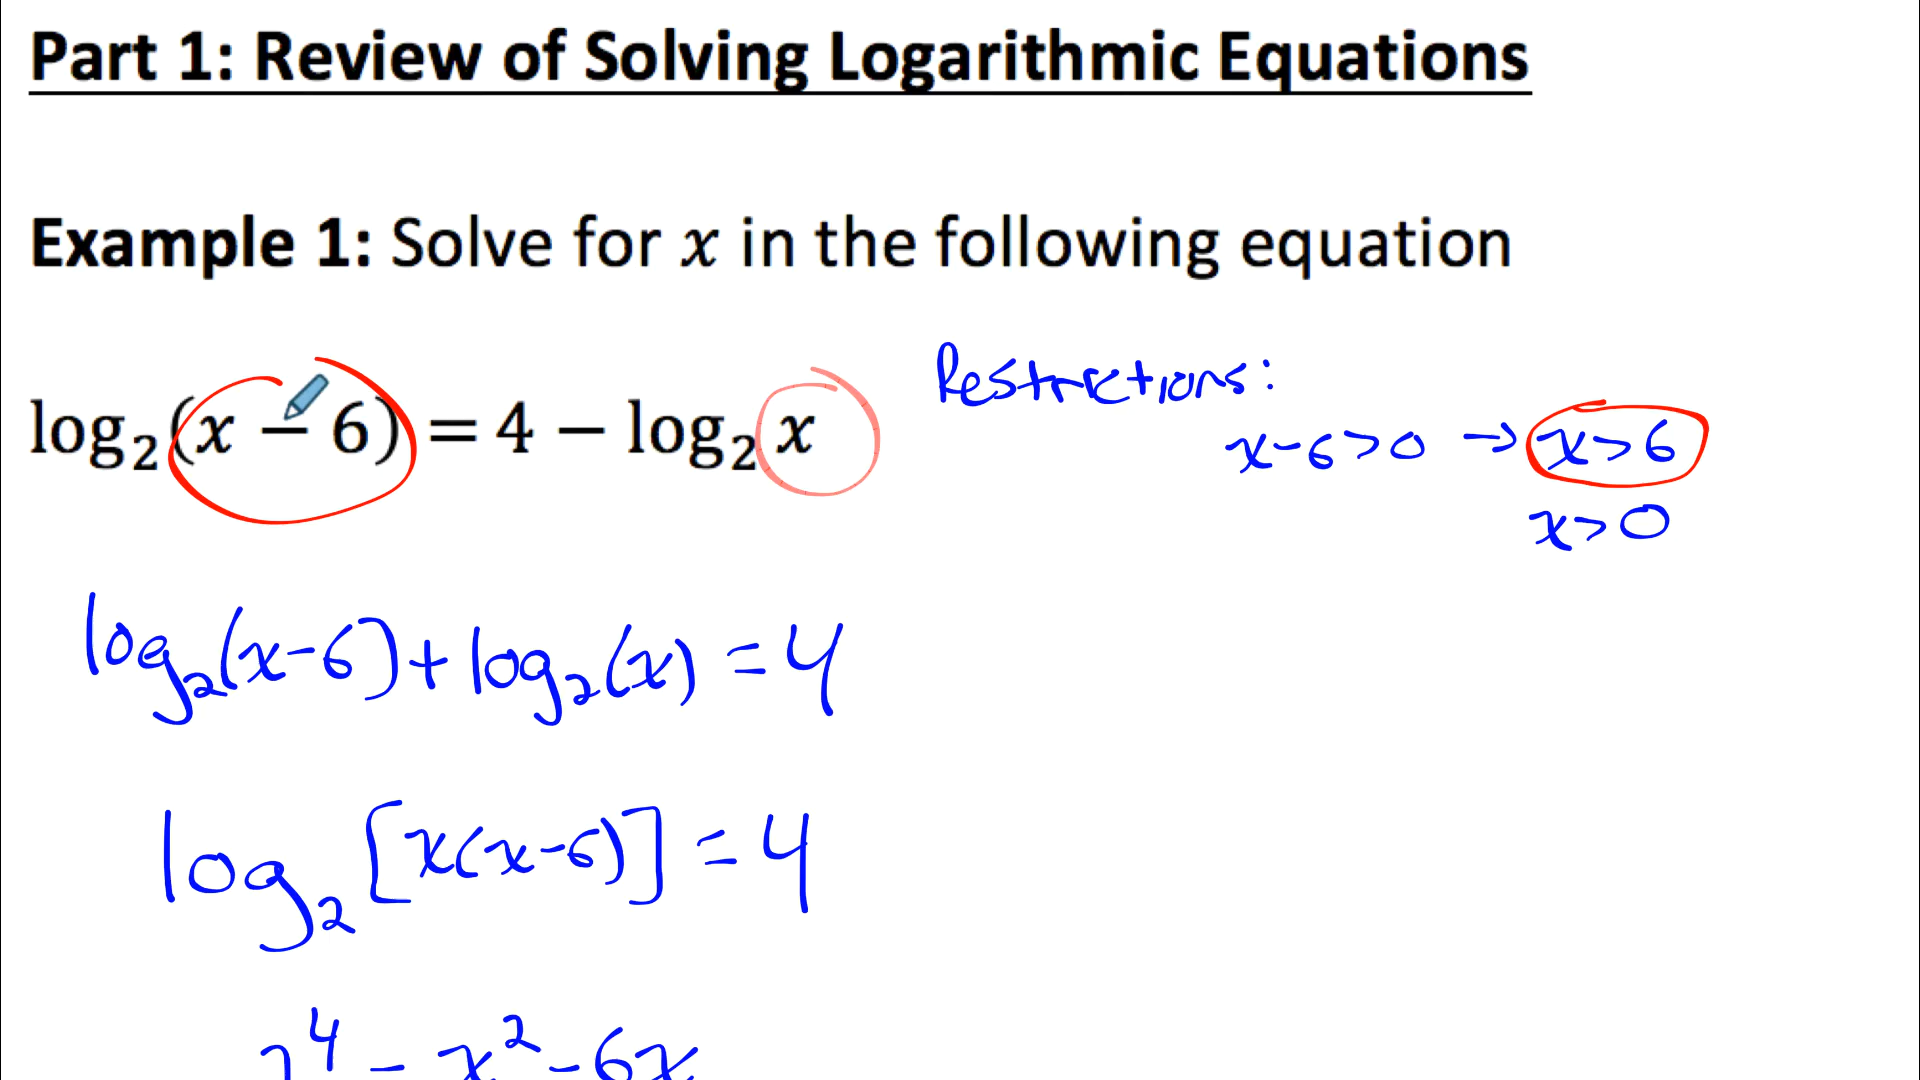 Part 1: Review of Solving Logarithmic Equations
Example 1: Solve for x in the following equation
log₂(x − 6) = 4 − log₂ x
Restrictions:
x-6>0 → x>6
x>0
log₂(x-6)+log₂(x) = 4
log₂[x(x-6)] = 4
2⁴ = x²-6x